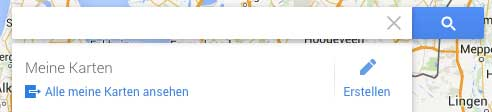 Hoogeveen
Meppe
Meine Karten
Alle meine Karten ansehen
Erstellen
Lingen